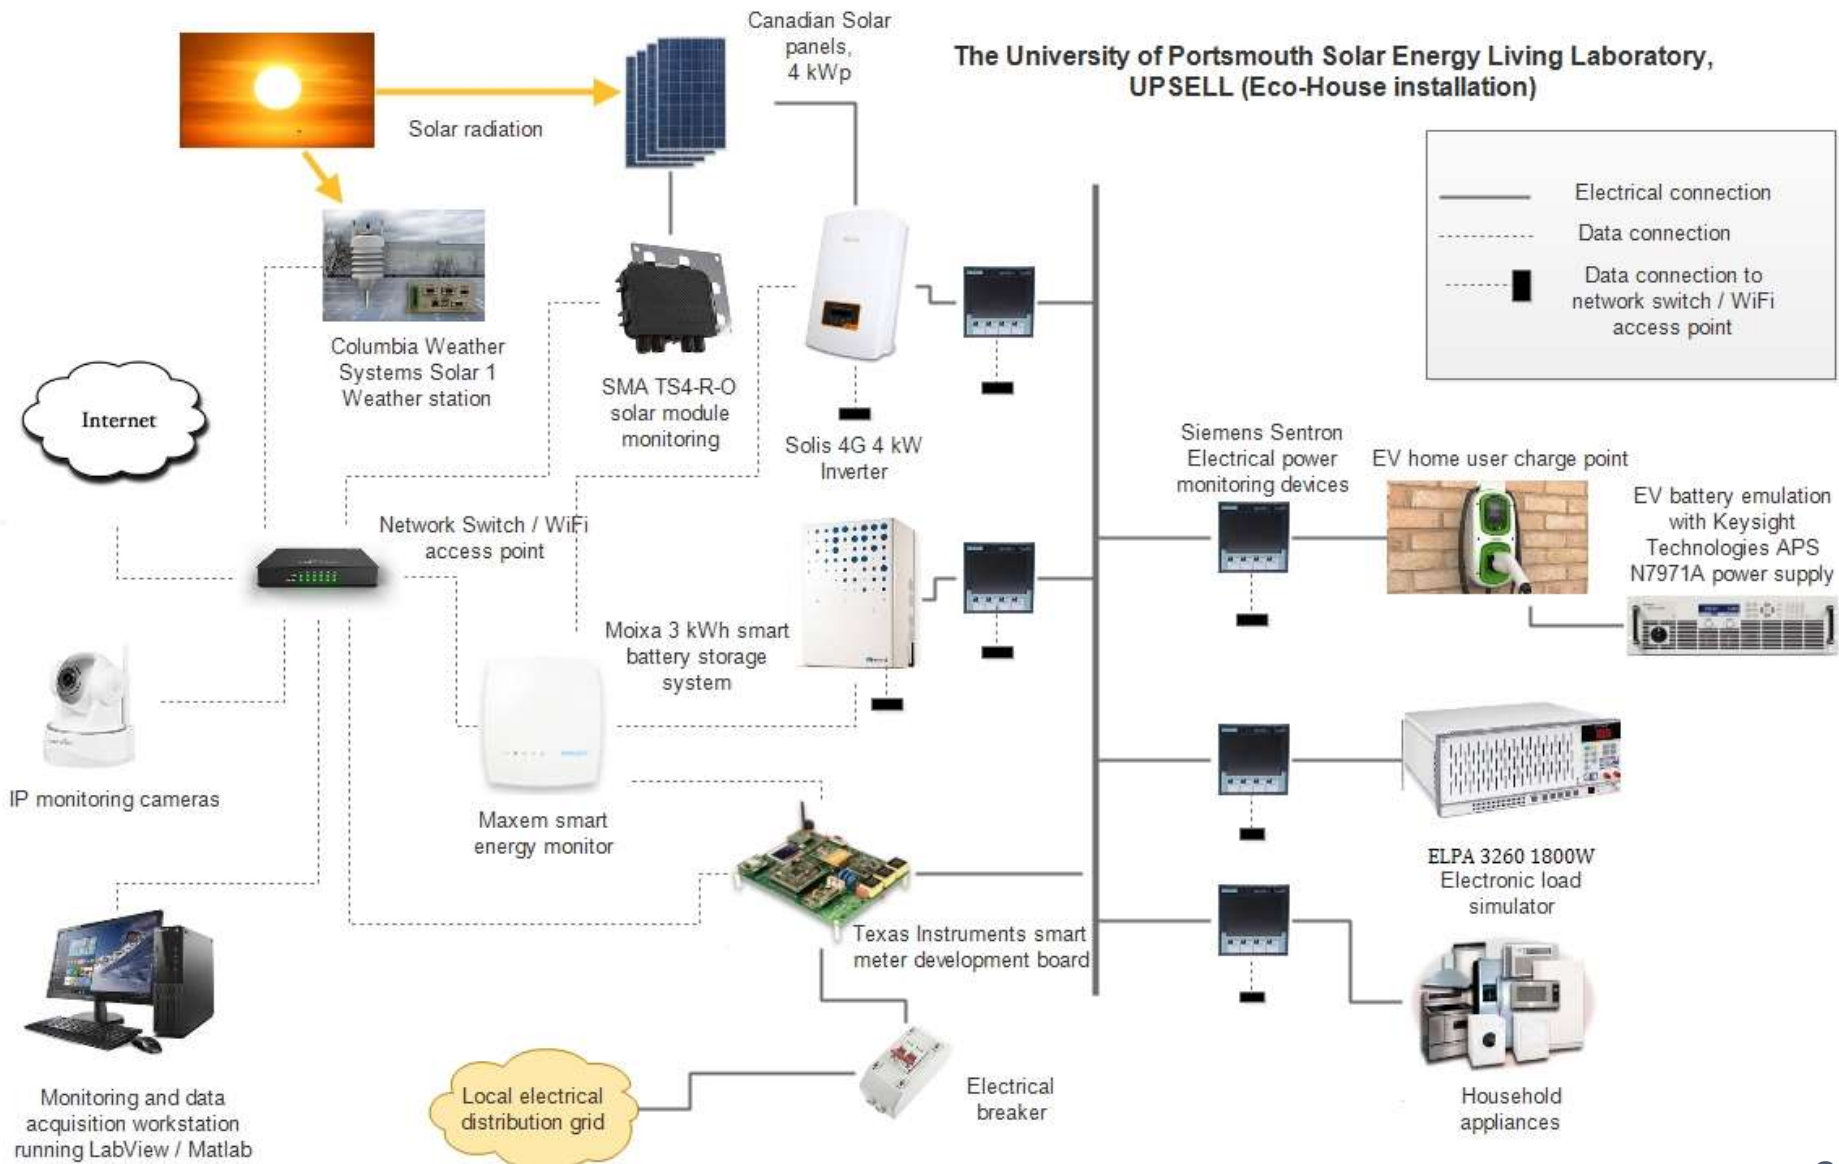 Canadian Solar
panels,
4 kWp
The University of Portsmouth Solar Energy Living Laboratory,
UPSELL (Eco-House installation)
Solar radiation
Electrical connection
Data connection
Data connection to
network switch / WiFi
access point
Columbia Weather
Systems Solar 1
Weather station
SMA TS4-R-O
solar module
monitoring
Solis 4G 4 kW
Inverter
Internet
Siemens Sentron
Electrical power
monitoring devices
EV home user charge point
EV battery emulation
with Keysight
Technologies APS
N7971A power supply
Network Switch / WiFi
access point
Moixa 3 kWh smart
battery storage
system
IP monitoring cameras
Maxem smart
energy monitor
ELPA 3260 1800W
Electronic load
simulator
Texas Instruments smart
meter development board
Monitoring and data
acquisition workstation
running LabView / Matlab
Local electrical
distribution grid
Electrical
breaker
Household
appliances